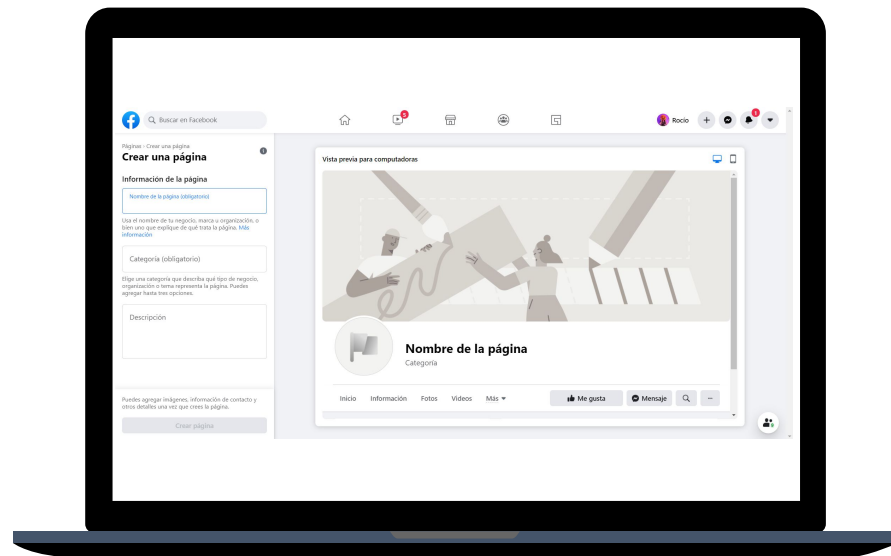 Buscar en Facebook
5
Rocio
1
Páginas › Crear una página
Crear una página
Información de la página
Nombre de la página (obligatorio)
Usa el nombre de tu negocio, marca u organización, o
bien uno que explique de qué trata la página. Más
información
Categoría (obligatorio)
Elige una categoría que describa qué tipo de negocio,
organización o tema representa la página. Puedes
agregar hasta tres opciones.
Descripción
Puedes agregar imágenes, información de contacto y
otros detalles una vez que crees la página.
Crear página
Vista previa para computadoras
Nombre de la página
Categoría
Inicio Información Fotos Videos Más Me gusta Mensaje